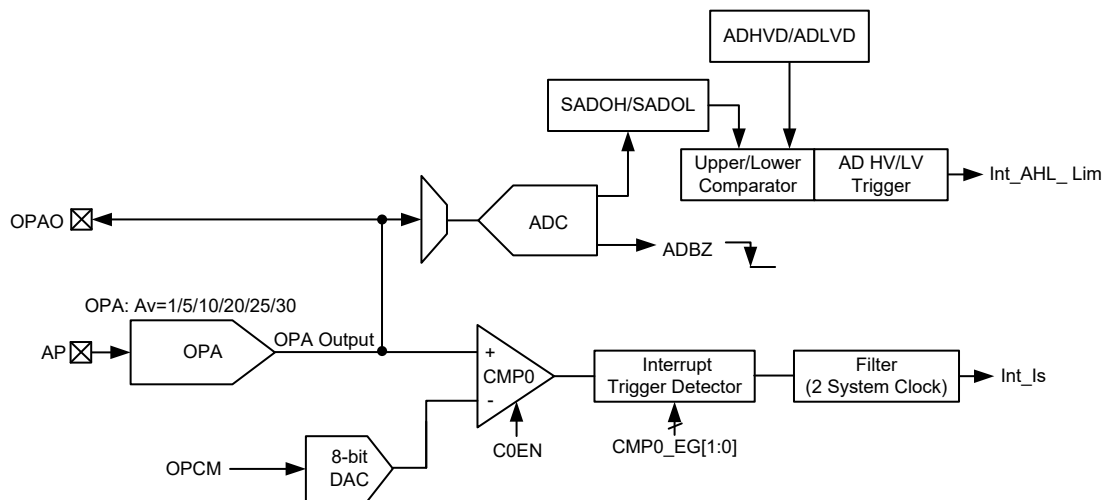 ADHVD/ADLVD
SADOH/SADOL
Upper/Lower
Comparator
AD HV/LV
Trigger
Int_AHL_ Lim
OPAO
ADC
ADBZ
OPA: Av=1/5/10/20/25/30
AP
OPA
OPA Output
+
CMP0
-
Interrupt
Trigger Detector
Filter
(2 System Clock)
Int_Is
C0EN
CMP0_EG[1:0]
OPCM
8-bit
DAC